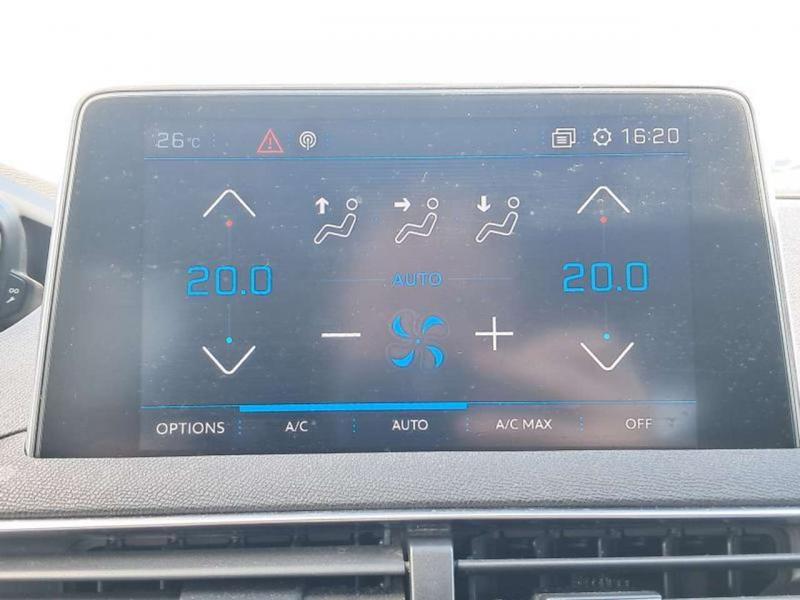 26°C 16:20
20.0 AUTO 20.0
OPTIONS A/C AUTO A/C MAX OFF